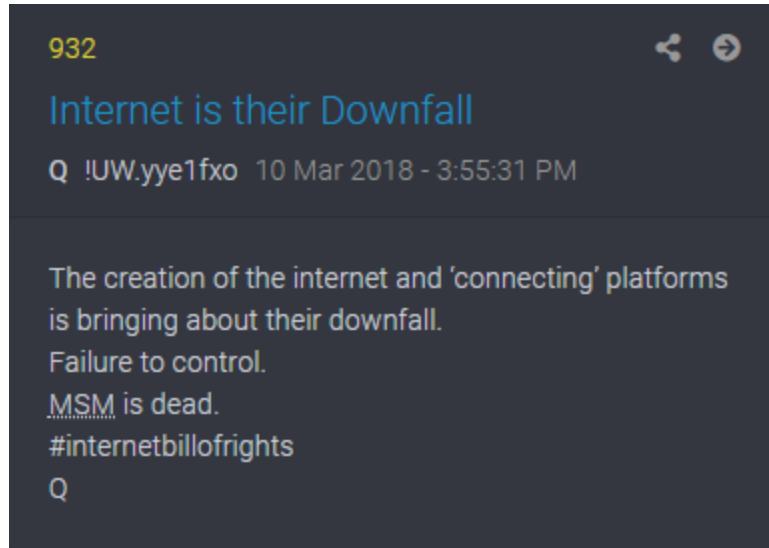 932
Internet is their Downfall
Q !UW.yye1fxo 10 Mar 2018 - 3:55:31 PM
The creation of the internet and ‘connecting’ platforms
is bringing about their downfall.
Failure to control.
MSM is dead.
#internetbillofrights
Q